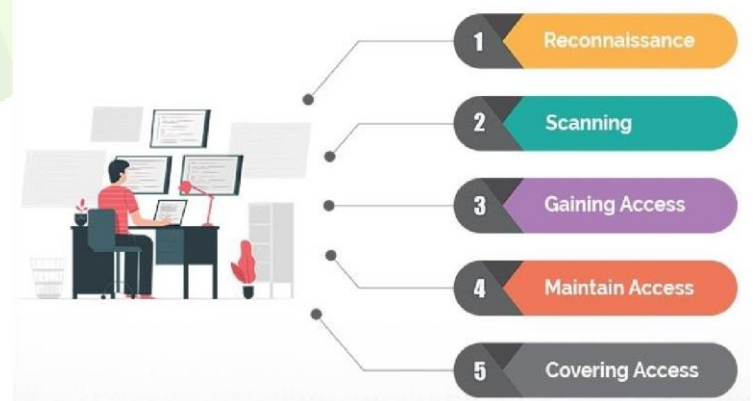 1 Reconnaissance
2 Scanning
3 Gaining Access
4 Maintain Access
5 Covering Access